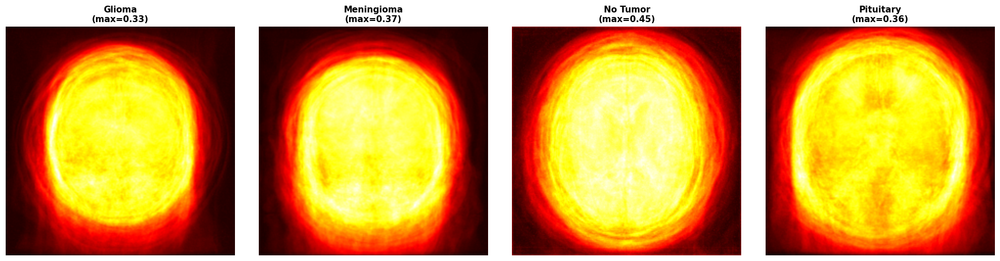 Glioma
(max=0.33)
Meningioma
(max=0.37)
No Tumor
(max=0.45)
Pituitary
(max=0.36)